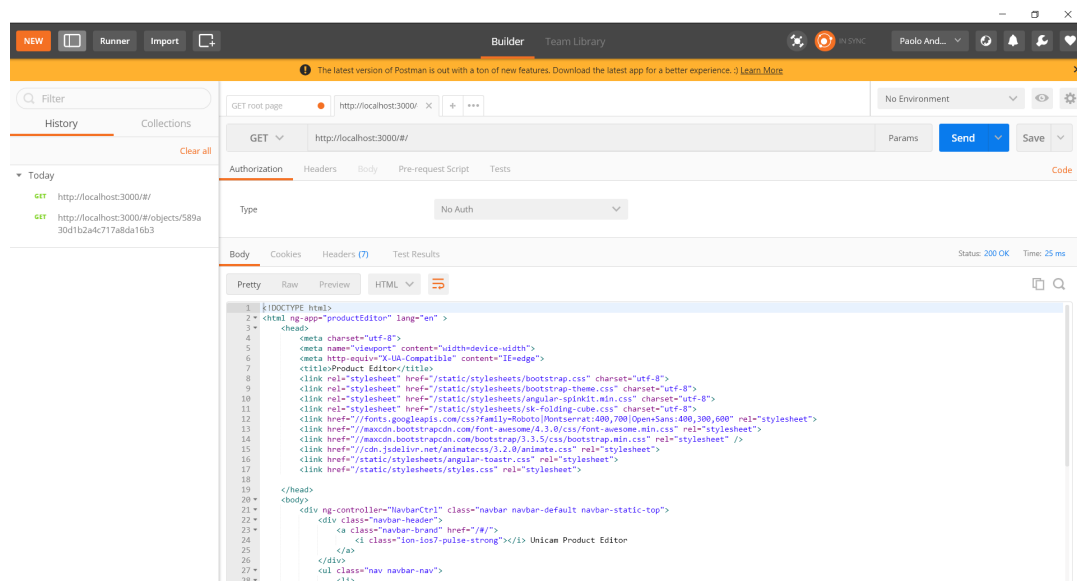 NEW Runner Import Builder Team Library IN SYNC Paolo And...
The latest version of Postman is out with a ton of new features. Download the latest app for a better experience. :) Learn More
Filter
History Collections
Clear all
Today
GET http://localhost:3000/#/
GET http://localhost:3000/#/objects/589a
30d1b2a4c717a8da16b3
GET root page http://localhost:3000/ No Environment
GET http://localhost:3000/#/ Params Send Save
Authorization Headers Body Pre-request Script Tests Code
Type No Auth
Body Cookies Headers (7) Test Results Status: 200 OK Time: 25 ms
Pretty Raw Preview HTML
1 <!DOCTYPE html>
2 <html ng-app="productEditor" lang="en" >
3 <head>
4 <meta charset="utf-8">
5 <meta name="viewport" content="width=device-width">
6 <meta http-equiv="X-UA-Compatible" content="IE=edge">
7 <title>Product Editor</title>
8 <link rel="stylesheet" href="/static/stylesheets/bootstrap.css" charset="utf-8">
9 <link rel="stylesheet" href="/static/stylesheets/bootstrap-theme.css" charset="utf-8">
10 <link rel="stylesheet" href="/static/stylesheets/angular-spinkit.min.css" charset="utf-8">
11 <link rel="stylesheet" href="/static/stylesheets/sk-folding-cube.css" charset="utf-8">
12 <link href="//fonts.googleapis.com/css?family=Roboto|Montserrat:400,700|Open+Sans:400,300,600" rel="stylesheet">
13 <link href="//maxcdn.bootstrapcdn.com/font-awesome/4.3.0/css/font-awesome.min.css" rel="stylesheet">
14 <link href="//maxcdn.bootstrapcdn.com/bootstrap/3.3.5/css/bootstrap.min.css" rel="stylesheet" />
15 <link href="//cdn.jsdelivr.net/animatecss/3.2.0/animate.css" rel="stylesheet">
16 <link href="/static/stylesheets/angular-toastr.css" rel="stylesheet">
17 <link href="/static/stylesheets/styles.css" rel="stylesheet">
18
19 </head>
20 <body>
21 <div ng-controller="NavbarCtrl" class="navbar navbar-default navbar-static-top">
22 <div class="navbar-header">
23 <a class="navbar-brand" href="/#/">
24 <i class="ion-ios7-pulse-strong"></i> Unicam Product Editor
25 </a>
26 </div>
27 <ul class="nav navbar-nav">
28 <li>